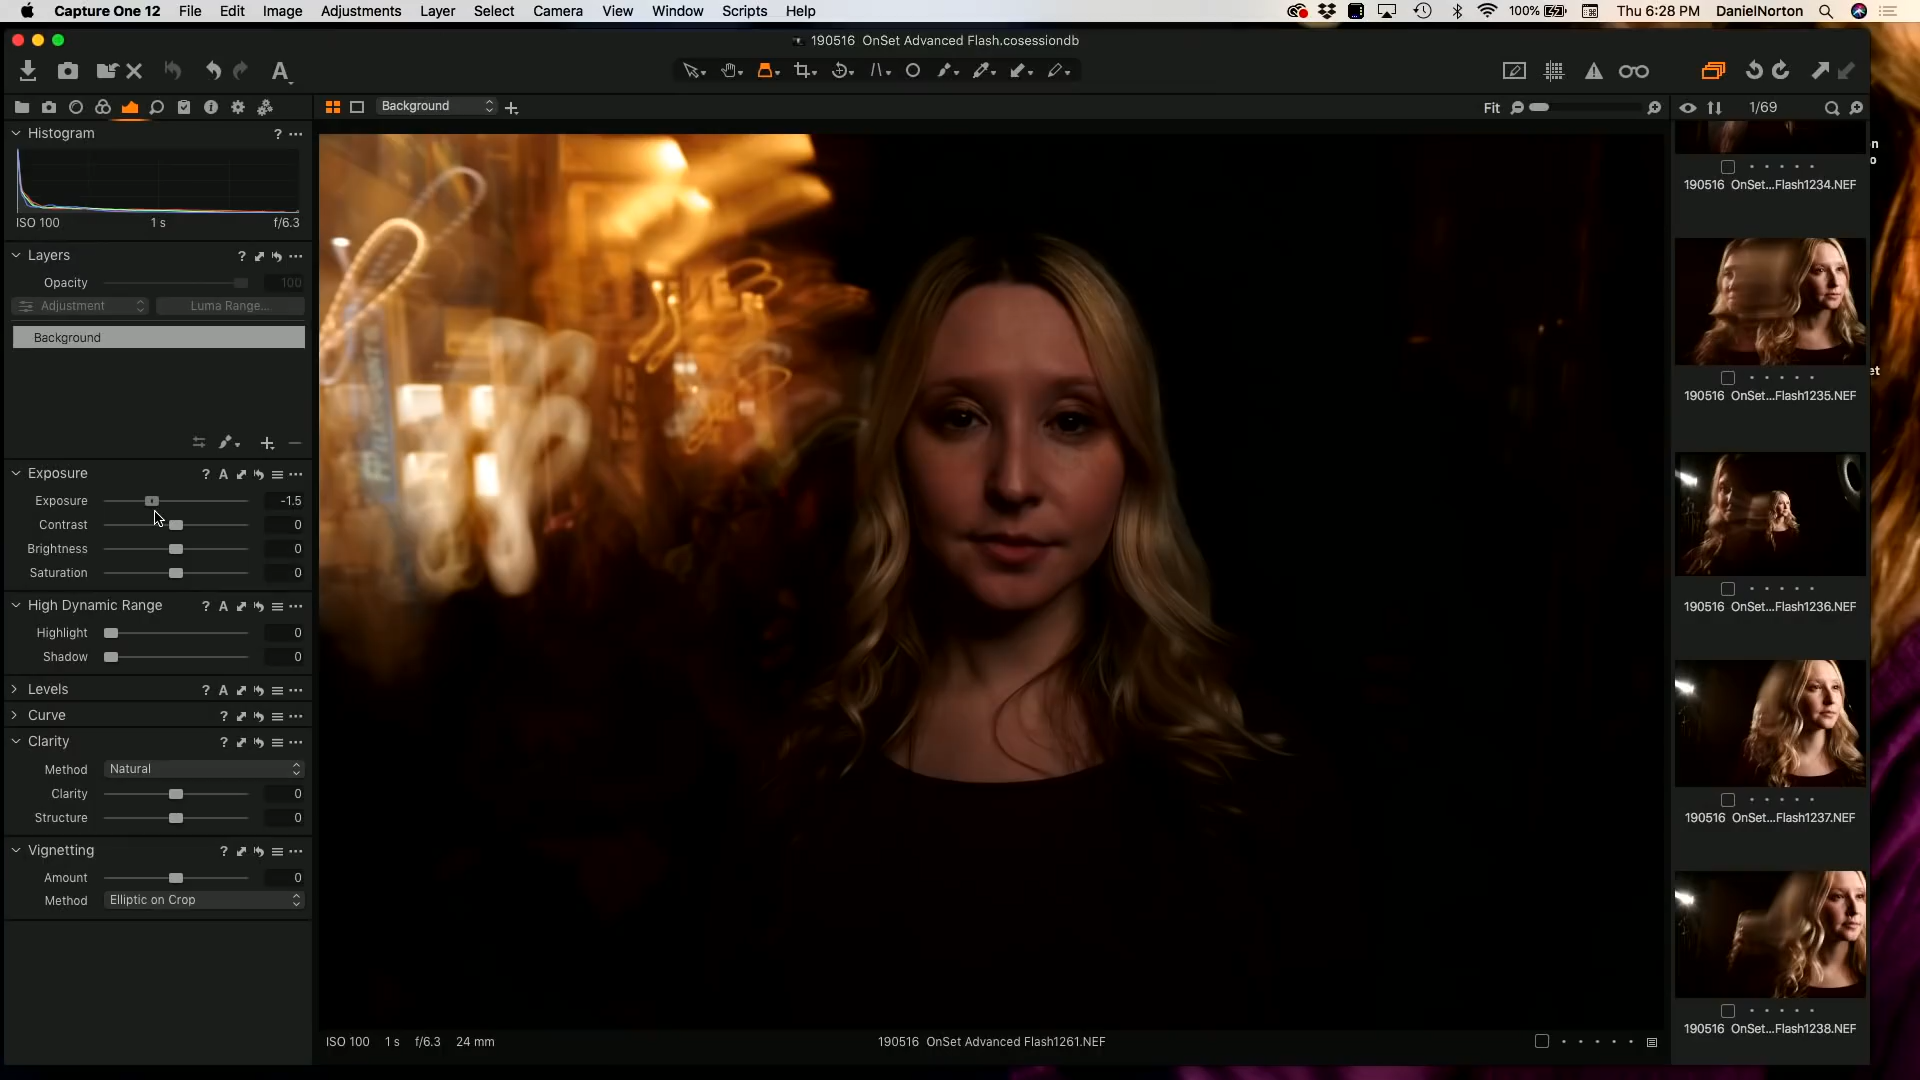 Capture One 12 File Edit Image Adjustments Layer Select Camera View Window Scripts Help 100% Thu 6:28 PM DanielNorton
190516 OnSet Advanced Flash.cosessiondb
A
Background Fit 1/69
Histogram ?
ISO 100 1 s f/6.3
Layers ?
Opacity 100
Adjustment Luma Range...
Background
Exposure ? A
Exposure -1.5
Contrast 0
Brightness 0
Saturation 0
High Dynamic Range ? A
Highlight 0
Shadow 0
Levels ? A
Curve ?
Clarity ?
Method Natural
Clarity 0
Structure 0
Vignetting ?
Amount 0
Method Elliptic on Crop
ISO 100 1 s f/6.3 24 mm 190516 OnSet Advanced Flash1261.NEF
190516 OnSet...Flash1234.NEF
190516 OnSet...Flash1235.NEF
190516 OnSet...Flash1236.NEF
190516 OnSet...Flash1237.NEF
190516 OnSet...Flash1238.NEF